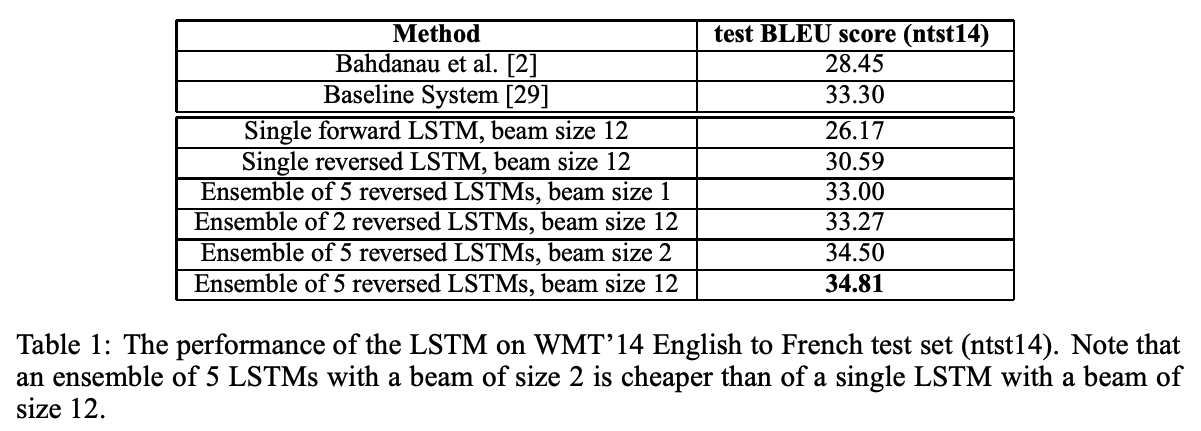 Method test BLEU score (ntst14)
Bahdanau et al. [2] 28.45
Baseline System [29] 33.30
Single forward LSTM, beam size 12 26.17
Single reversed LSTM, beam size 12 30.59
Ensemble of 5 reversed LSTMs, beam size 1 33.00
Ensemble of 2 reversed LSTMs, beam size 12 33.27
Ensemble of 5 reversed LSTMs, beam size 2 34.50
Ensemble of 5 reversed LSTMs, beam size 12 34.81
Table 1: The performance of the LSTM on WMT’14 English to French test set (ntst14). Note that
an ensemble of 5 LSTMs with a beam of size 2 is cheaper than of a single LSTM with a beam of
size 12.